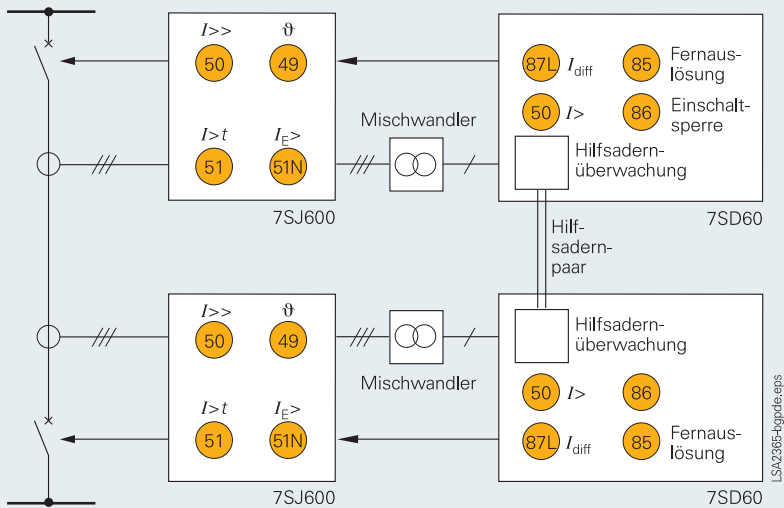 I>>
ϑ
50
49
I>t
IE>
51
51N
7SJ600
Mischwandler
87L
Idiff
85
Fernaus-
lösung
50
I>
86
Einschalt-
sperre
Hilfsadern-
überwachung
7SD60
Hilf-
sadern-
paar
I>>
ϑ
50
49
I>t
IE>
51
51N
7SJ600
Mischwandler
Hilfsadern-
überwachung
50
I>
86
87L
Idiff
85
Fernaus-
lösung
7SD60
LSA2365-bgpde.eps